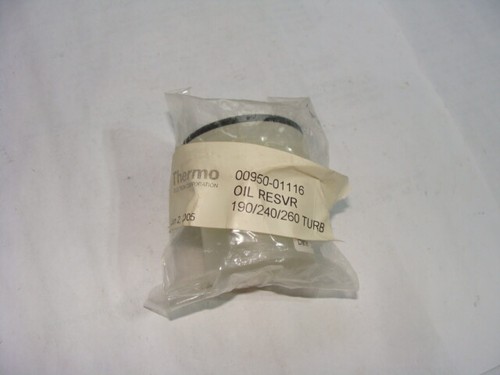 Thermo
00950-01116
OIL RESVR
190/240/260 TURB